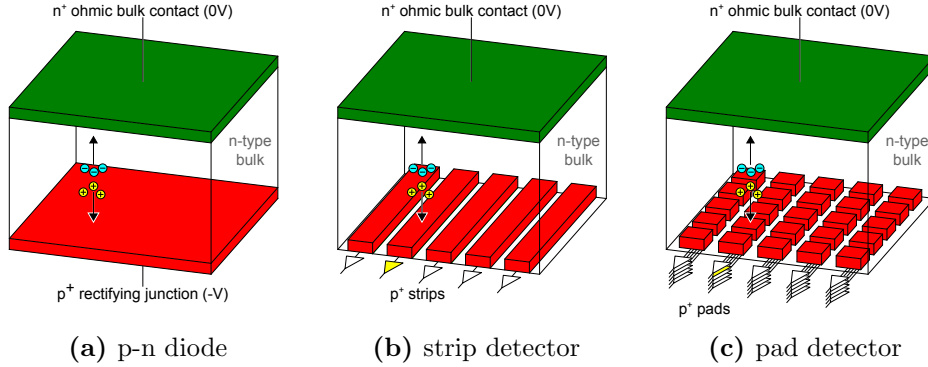 n⁺ ohmic bulk contact (0V)
n-type
bulk
p⁺ rectifying junction (-V)
(a) p-n diode
n⁺ ohmic bulk contact (0V)
n-type
bulk
p⁺ strips
(b) strip detector
n⁺ ohmic bulk contact (0V)
n-type
bulk
p⁺ pads
(c) pad detector